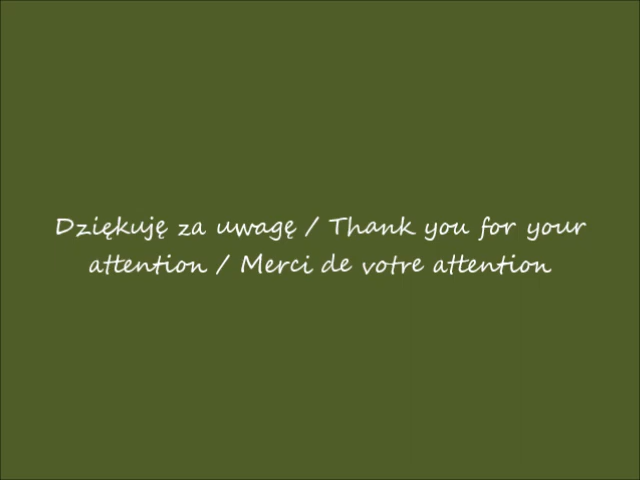 Dziękuję za uwagę / Thank you for your
attention / Merci de votre attention